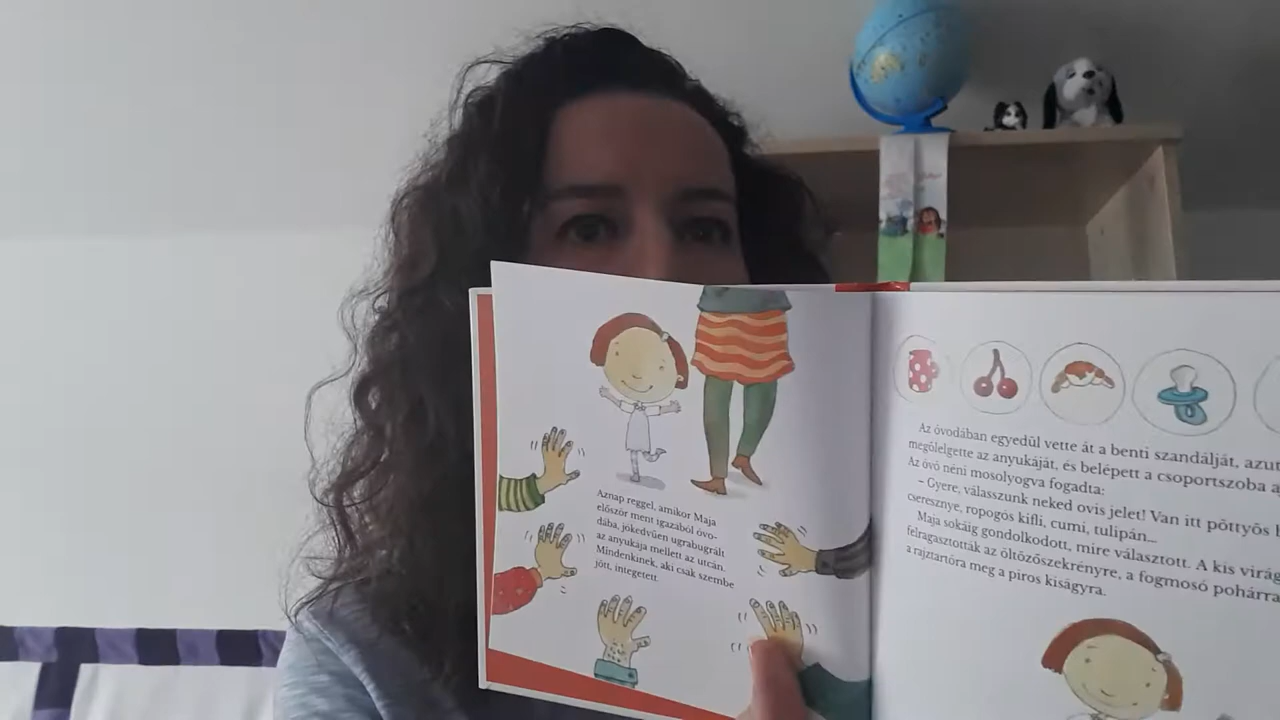 Aznap reggel, amikor Maja
először ment igazából óvo-
dába, jókedvűen ugrabugrált
az anyukája mellett az utcán.
Mindenkinek, aki csak szembe
jött, integetett.
Az óvodában egyedül vette át a benti szandálját, azut
megölelgette az anyukáját, és belépett a csoportszoba a
Az óvó néni mosolyogva fogadta:
– Gyere, válasszunk neked ovis jelet! Van itt pöttyös b
cseresznye, ropogós kifli, cumi, tulipán...
Maja sokáig gondolkodott, mire választott. A kis virág
felragasztották az öltözőszekrényre, a fogmosó pohárra
a rajztartóra meg a piros kiságyra.